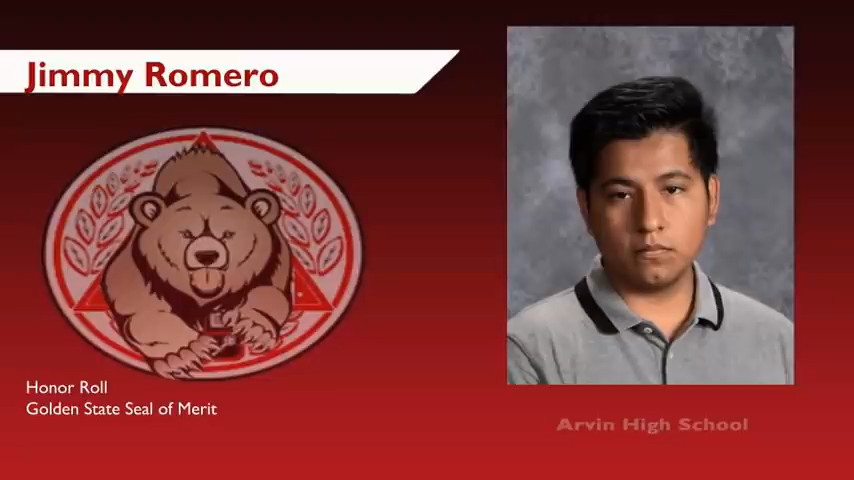 Jimmy Romero
Honor Roll
Golden State Seal of Merit
Arvin High School